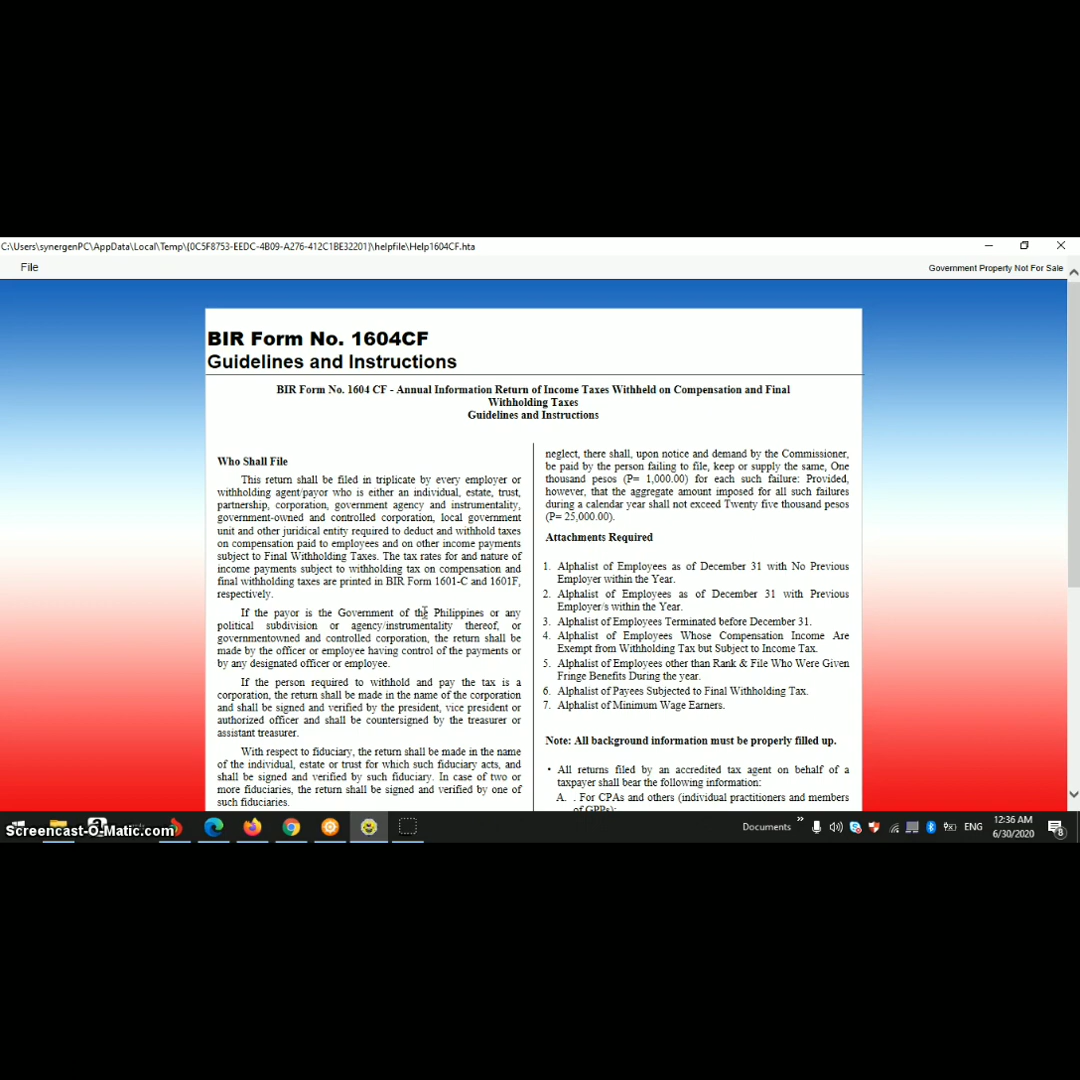 C:\Users\synergenPC\AppData\Local\Temp\{0C5F8753-EEDC-4B09-A276-412C1BE32201}\helpfile\Help1604CF.hta
File
Government Property Not For Sale
BIR Form No. 1604CF
Guidelines and Instructions
BIR Form No. 1604 CF - Annual Information Return of Income Taxes Withheld on Compensation and Final
Withholding Taxes
Guidelines and Instructions
Who Shall File
This return shall be filed in triplicate by every employer or
withholding agent/payor who is either an individual, estate, trust,
partnership, corporation, government agency and instrumentality,
government-owned and controlled corporation, local government
unit and other juridical entity required to deduct and withhold taxes
on compensation paid to employees and on other income payments
subject to Final Withholding Taxes. The tax rates for and nature of
income payments subject to withholding tax on compensation and
final withholding taxes are printed in BIR Form 1601-C and 1601F,
respectively.
If the payor is the Government of the Philippines or any
political subdivision or agency/instrumentality thereof, or
governmentowned and controlled corporation, the return shall be
made by the officer or employee having control of the payments or
by any designated officer or employee.
If the person required to withhold and pay the tax is a
corporation, the return shall be made in the name of the corporation
and shall be signed and verified by the president, vice president or
authorized officer and shall be countersigned by the treasurer or
assistant treasurer.
With respect to fiduciary, the return shall be made in the name
of the individual, estate or trust for which such fiduciary acts, and
shall be signed and verified by such fiduciary. In case of two or
more fiduciaries, the return shall be signed and verified by one of
such fiduciaries.
neglect, there shall, upon notice and demand by the Commissioner,
be paid by the person failing to file, keep or supply the same, One
thousand pesos (P= 1,000.00) for each such failure: Provided,
however, that the aggregate amount imposed for all such failures
during a calendar year shall not exceed Twenty five thousand pesos
(P= 25,000.00).
Attachments Required
1. Alphalist of Employees as of December 31 with No Previous
Employer within the Year.
2. Alphalist of Employees as of December 31 with Previous
Employer/s within the Year.
3. Alphalist of Employees Terminated before December 31.
4. Alphalist of Employees Whose Compensation Income Are
Exempt from Withholding Tax but Subject to Income Tax.
5. Alphalist of Employees other than Rank & File Who Were Given
Fringe Benefits During the year.
6. Alphalist of Payees Subjected to Final Withholding Tax.
7. Alphalist of Minimum Wage Earners.
Note: All background information must be properly filled up.
• All returns filed by an accredited tax agent on behalf of a
taxpayer shall bear the following information:
A. . For CPAs and others (individual practitioners and members
of GPPs);
Screencast-O-Matic.com
Documents
ENG
12:36 AM
6/30/2020
8